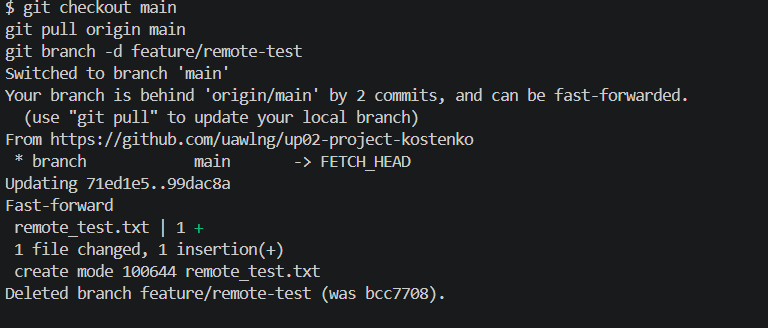 $ git checkout main
git pull origin main
git branch -d feature/remote-test
Switched to branch 'main'
Your branch is behind 'origin/main' by 2 commits, and can be fast-forwarded.
  (use "git pull" to update your local branch)
From https://github.com/uawlng/up02-project-kostenko
 * branch            main       -> FETCH_HEAD
Updating 71ed1e5..99dac8a
Fast-forward
 remote_test.txt | 1 +
 1 file changed, 1 insertion(+)
 create mode 100644 remote_test.txt
Deleted branch feature/remote-test (was bcc7708).